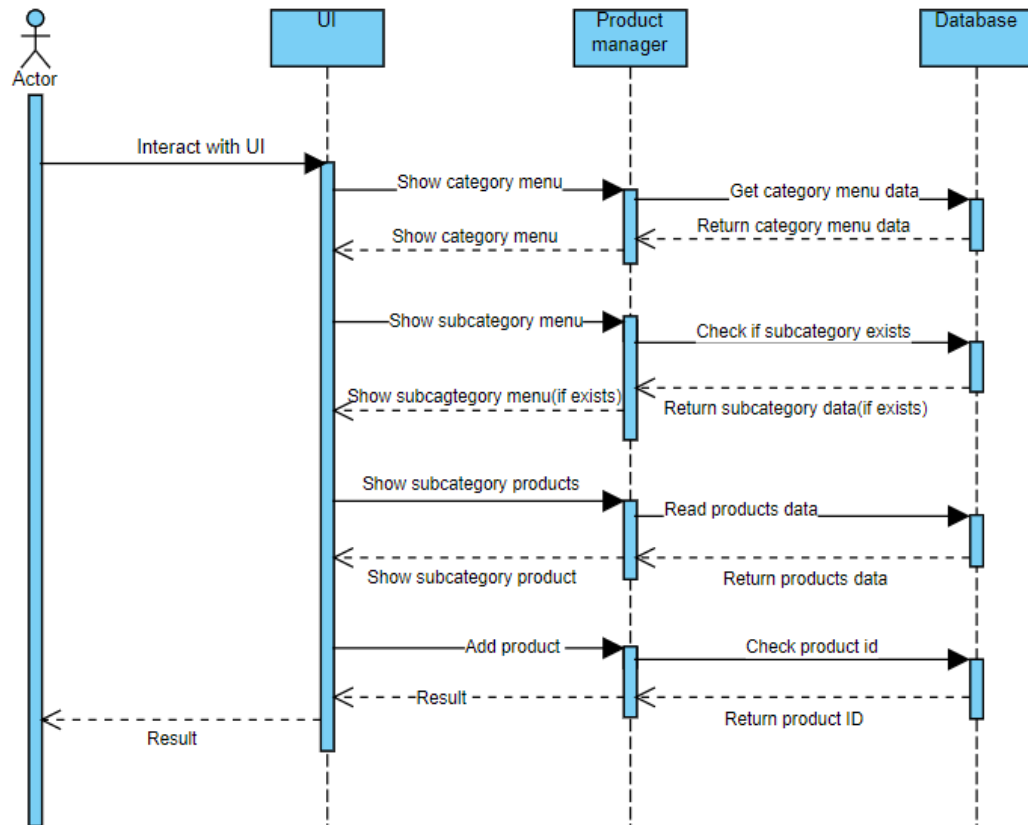 UI
Product
manager
Database
Actor
Interact with UI
Show category menu
Get category menu data
Return category menu data
Show category menu
Show subcategory menu
Check if subcategory exists
Show subcagtegory menu(if exists)
Return subcategory data(if exists)
Show subcategory products
Read products data
Show subcategory product
Return products data
Add product
Check product id
Result
Return product ID
Result